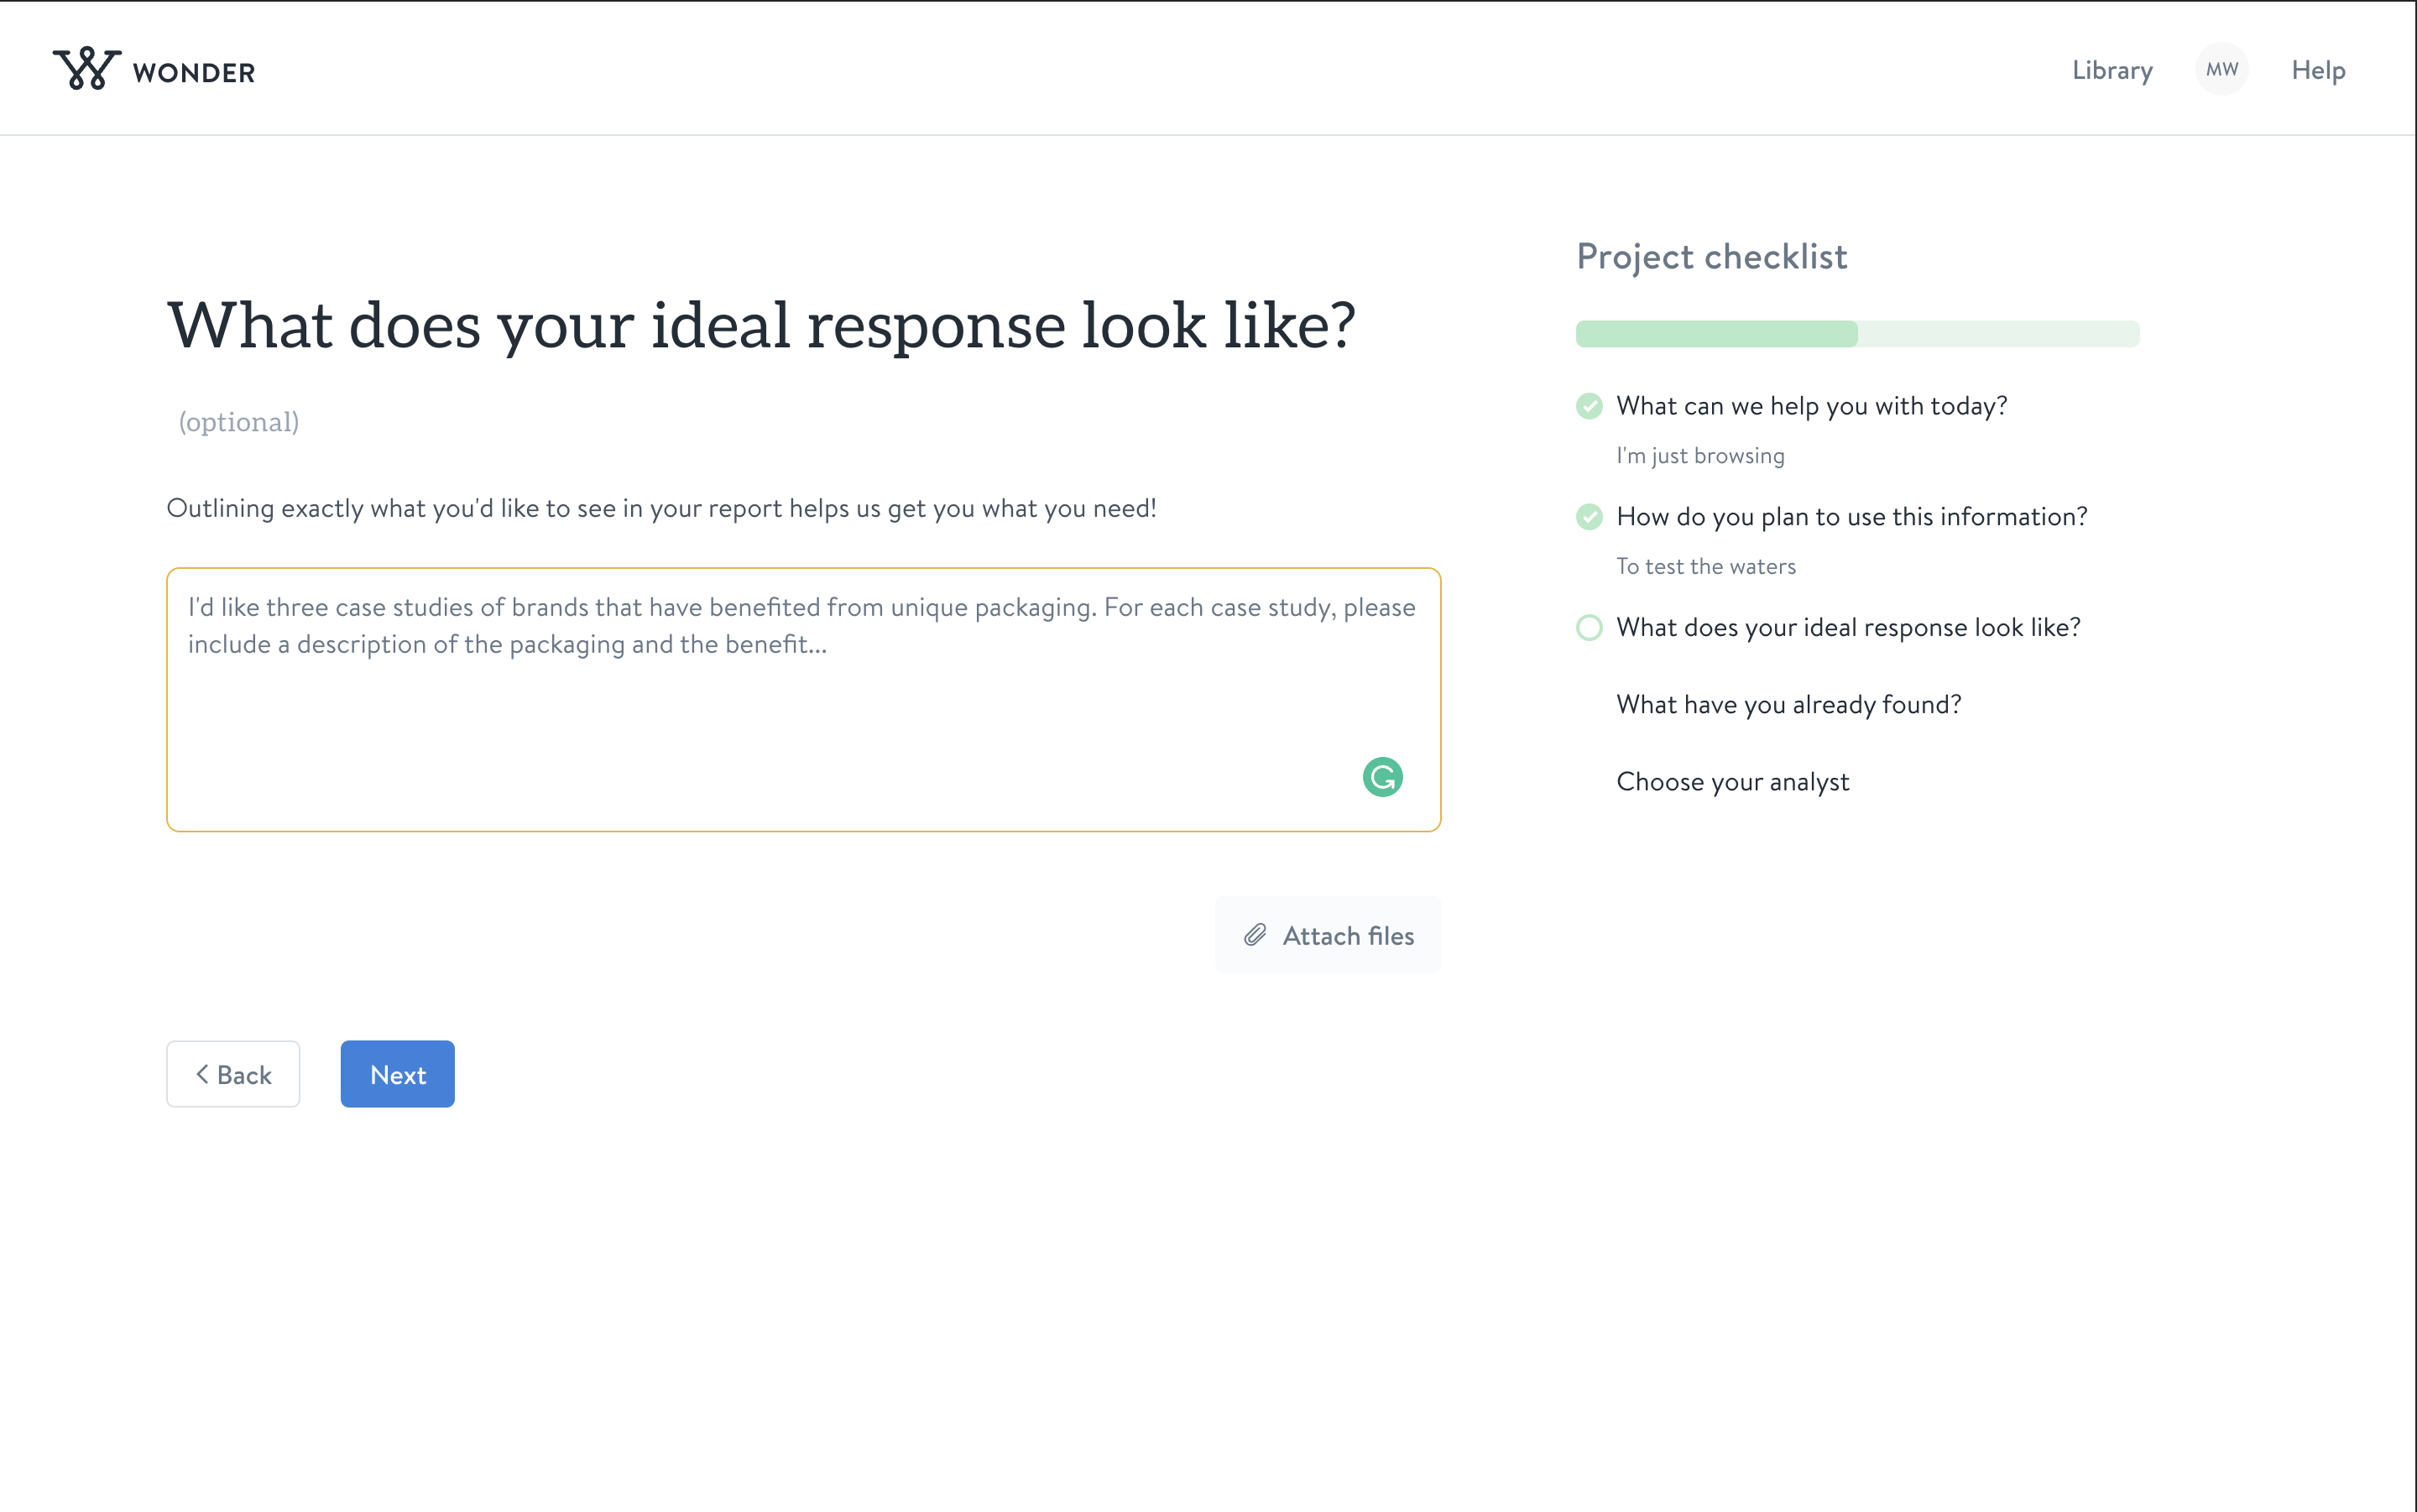 WONDER
Library
MW
Help
What does your ideal response look like?
(optional)
Outlining exactly what you'd like to see in your report helps us get you what you need!
I'd like three case studies of brands that have benefited from unique packaging. For each case study, please
include a description of the packaging and the benefit...
Attach files
Back
Next
Project checklist
What can we help you with today?
I'm just browsing
How do you plan to use this information?
To test the waters
What does your ideal response look like?
What have you already found?
Choose your analyst